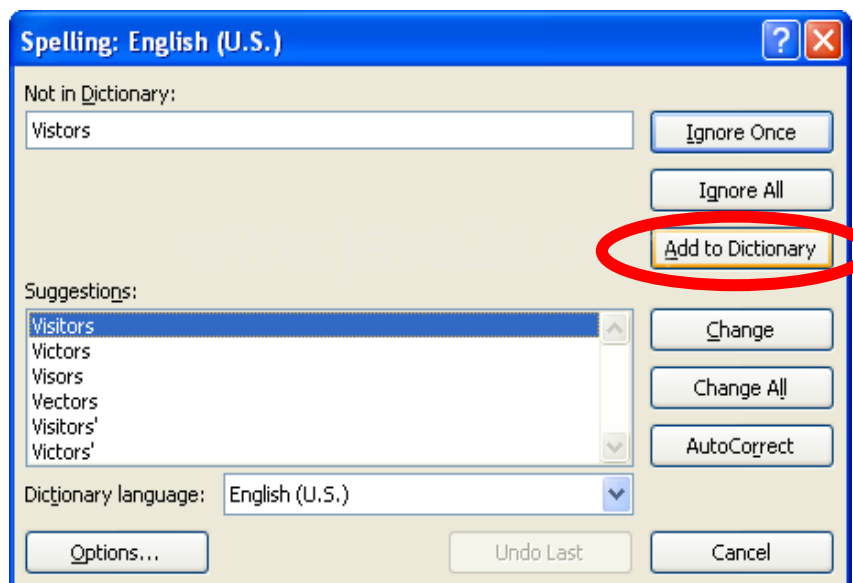 Spelling: English (U.S.)
Not in Dictionary:
Vistors
Ignore Once
Ignore All
Add to Dictionary
Suggestions:
Visitors
Victors
Visors
Vectors
Visitors'
Victors'
Change
Change All
AutoCorrect
Dictionary language: English (U.S.)
Options... Undo Last Cancel